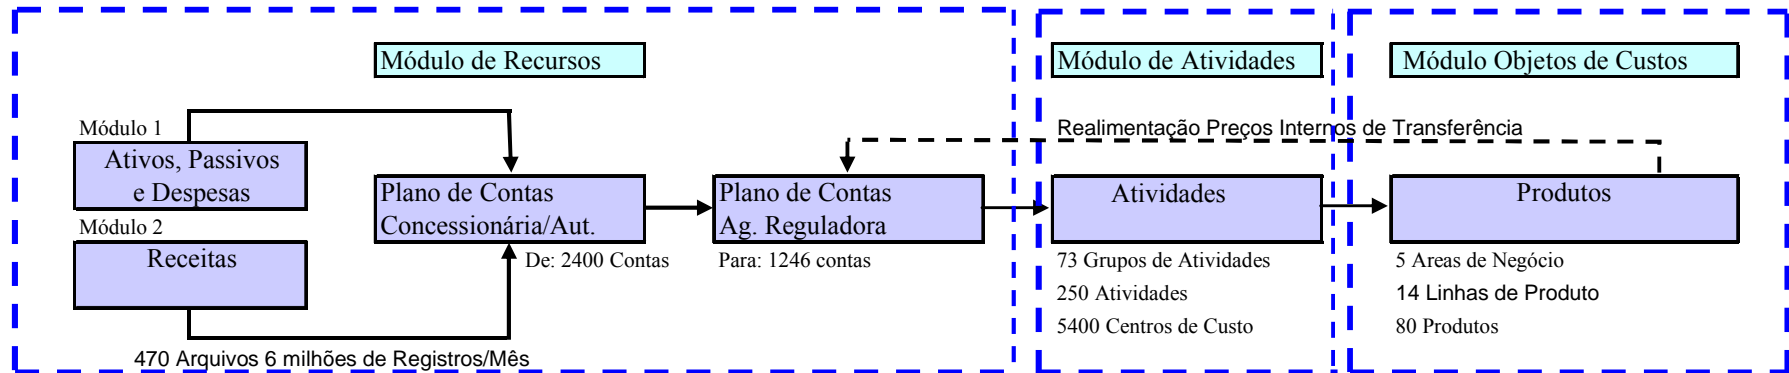 Módulo de Recursos
Módulo de Atividades
Módulo Objetos de Custos
Módulo 1
Ativos, Passivos
e Despesas
Módulo 2
Receitas
Plano de Contas
Concessionária/Aut.
De: 2400 Contas
Plano de Contas
Ag. Reguladora
Para: 1246 contas
Realimentação Preços Internos de Transferência
Atividades
73 Grupos de Atividades
250 Atividades
5400 Centros de Custo
Produtos
5 Areas de Negócio
14 Linhas de Produto
80 Produtos
470 Arquivos 6 milhões de Registros/Mês